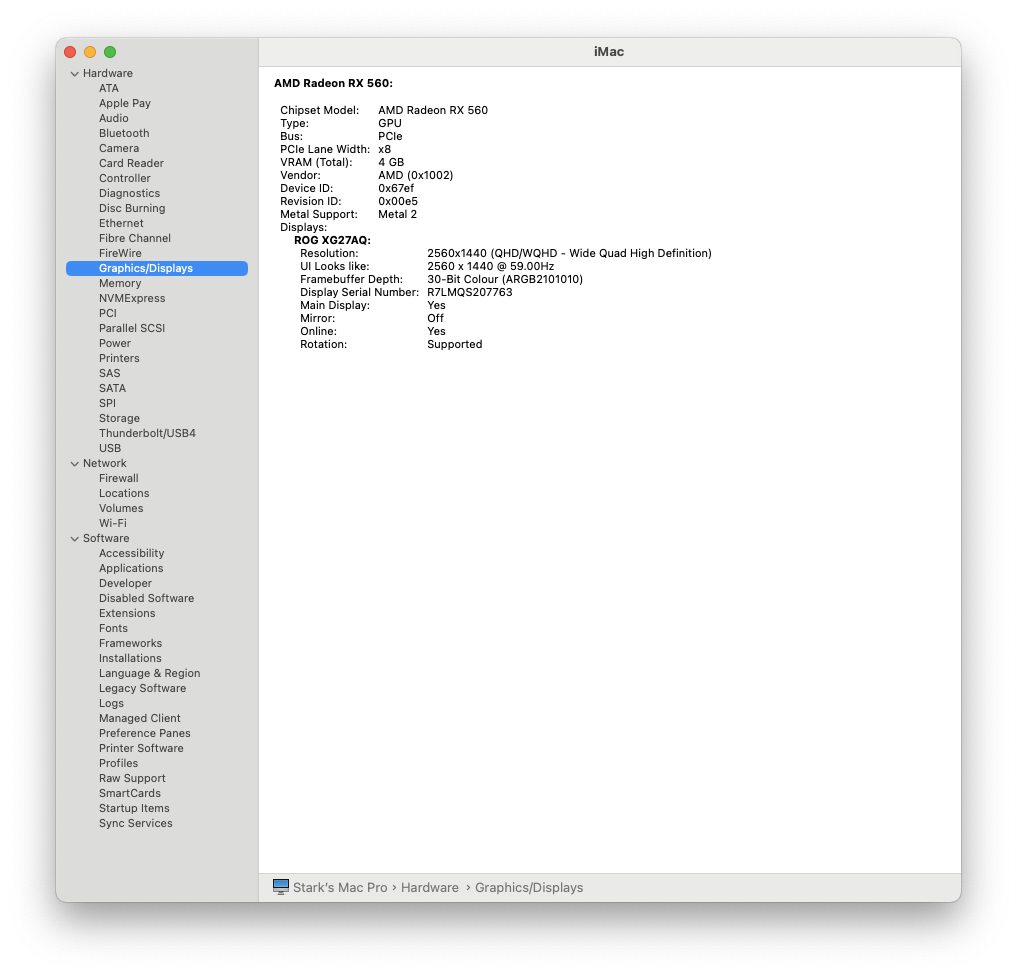 iMac
Hardware
ATA
Apple Pay
Audio
Bluetooth
Camera
Card Reader
Controller
Diagnostics
Disc Burning
Ethernet
Fibre Channel
FireWire
Graphics/Displays
Memory
NVMExpress
PCI
Parallel SCSI
Power
Printers
SAS
SATA
SPI
Storage
Thunderbolt/USB4
USB
Network
Firewall
Locations
Volumes
Wi-Fi
Software
Accessibility
Applications
Developer
Disabled Software
Extensions
Fonts
Frameworks
Installations
Language & Region
Legacy Software
Logs
Managed Client
Preference Panes
Printer Software
Profiles
Raw Support
SmartCards
Startup Items
Sync Services
AMD Radeon RX 560:
Chipset Model: AMD Radeon RX 560
Type: GPU
Bus: PCIe
PCIe Lane Width: x8
VRAM (Total): 4 GB
Vendor: AMD (0x1002)
Device ID: 0x67ef
Revision ID: 0x00e5
Metal Support: Metal 2
Displays:
ROG XG27AQ:
Resolution: 2560x1440 (QHD/WQHD - Wide Quad High Definition)
UI Looks like: 2560 x 1440 @ 59.00Hz
Framebuffer Depth: 30-Bit Colour (ARGB2101010)
Display Serial Number: R7LMQS207763
Main Display: Yes
Mirror: Off
Online: Yes
Rotation: Supported
Stark's Mac Pro › Hardware › Graphics/Displays